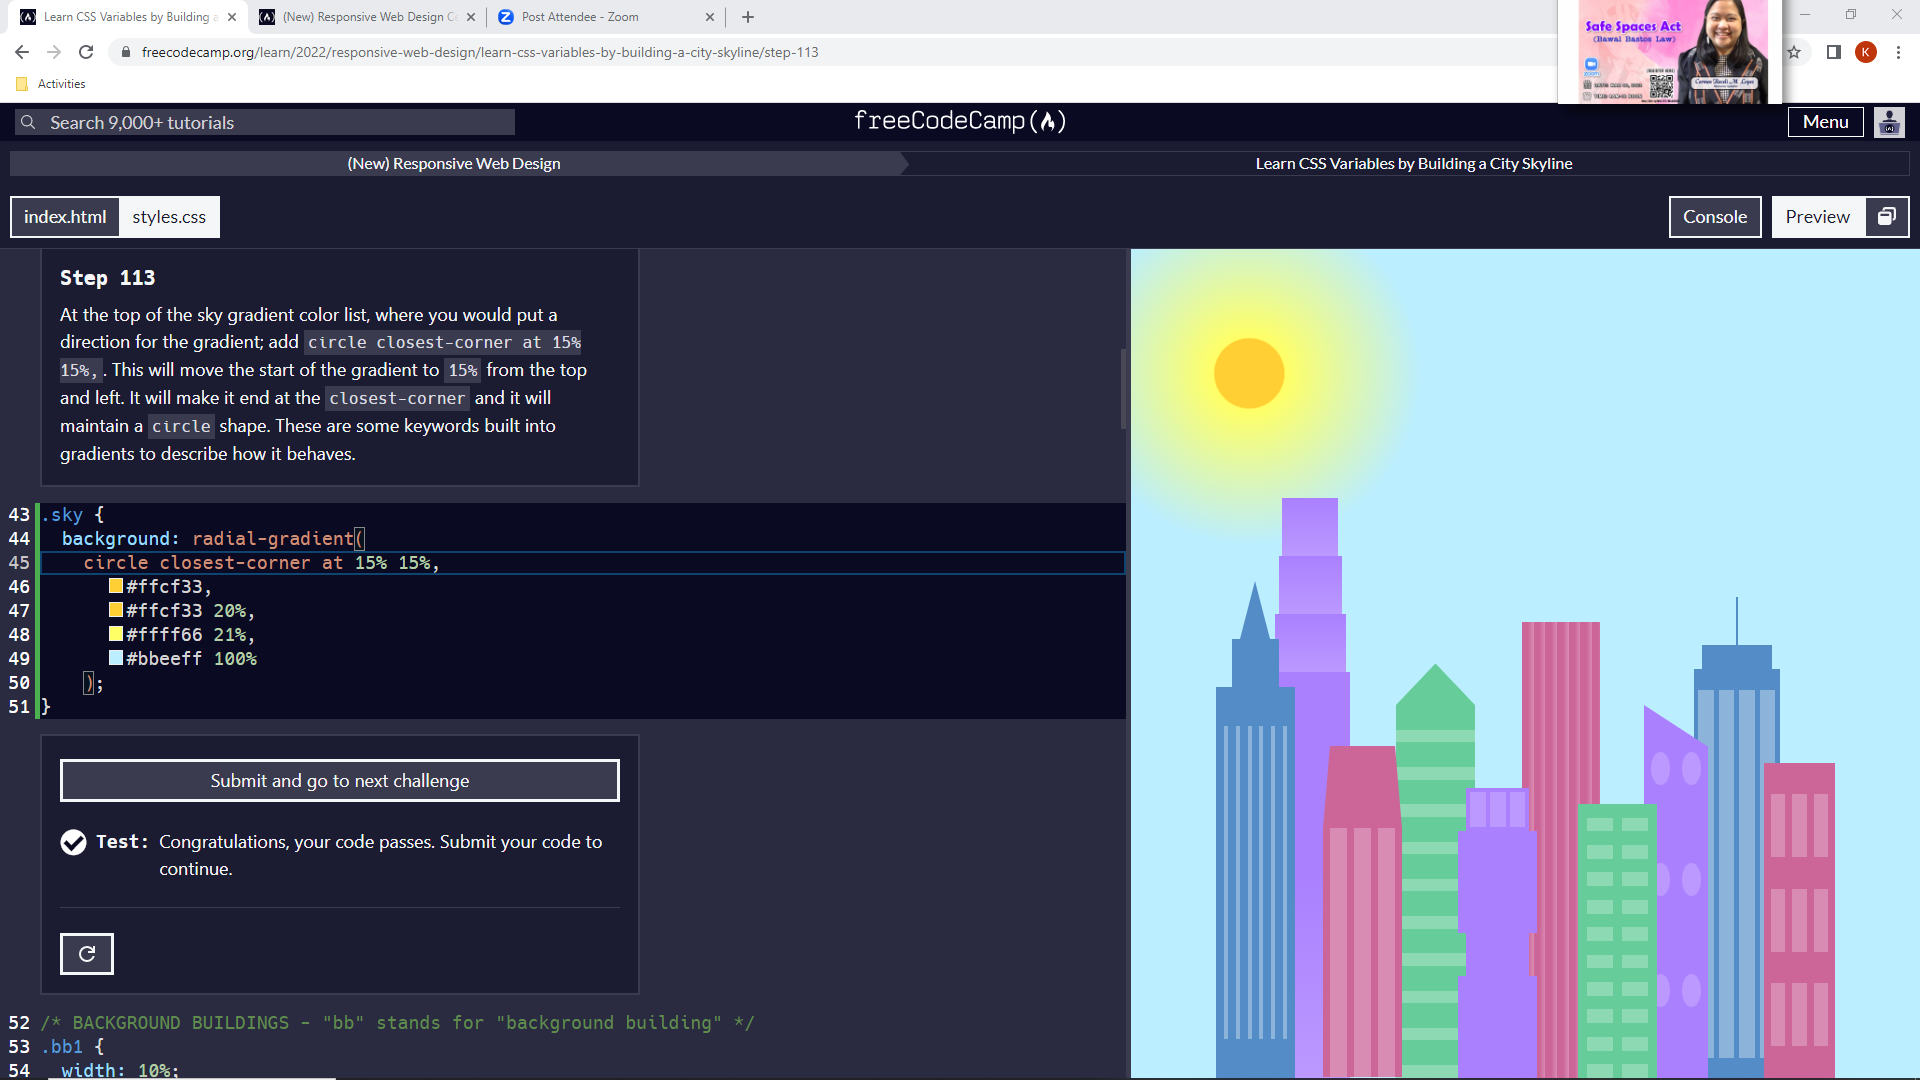 Learn CSS Variables by Building a
(New) Responsive Web Design Ce
Post Attendee - Zoom
freecodecamp.org/learn/2022/responsive-web-design/learn-css-variables-by-building-a-city-skyline/step-113
K
Activities
Safe Spaces Act
(Bawal Bastos Law)
zoom
Search 9,000+ tutorials
freeCodeCamp
Menu
(New) Responsive Web Design
Learn CSS Variables by Building a City Skyline
index.html
styles.css
Console
Preview
Step 113
At the top of the sky gradient color list, where you would put a
direction for the gradient; add circle closest-corner at 15%
15%,. This will move the start of the gradient to 15% from the top
and left. It will make it end at the closest-corner and it will
maintain a circle shape. These are some keywords built into
gradients to describe how it behaves.
43 .sky {
44 background: radial-gradient(
45 circle closest-corner at 15% 15%,
46 #ffcf33,
47 #ffcf33 20%,
48 #ffff66 21%,
49 #bbeeff 100%
50 );
51 }
Submit and go to next challenge
Test: Congratulations, your code passes. Submit your code to
continue.
52 /* BACKGROUND BUILDINGS - "bb" stands for "background building" */
53 .bb1 {
54 width: 10%;